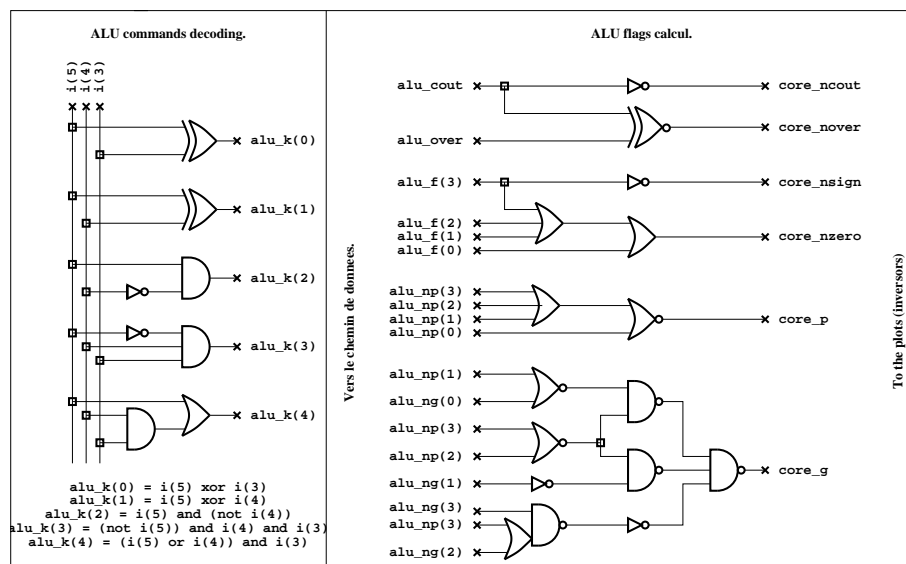 ALU commands decoding.
i(5)
i(4)
i(3)
alu_k(0)
alu_k(1)
alu_k(2)
alu_k(3)
alu_k(4)
alu_k(0) = i(5) xor i(3)
alu_k(1) = i(5) xor i(4)
alu_k(2) = i(5) and (not i(4))
alu_k(3) = (not i(5)) and i(4) and i(3)
alu_k(4) = (i(5) or i(4)) and i(3)
Vers le chemin de donnees.
ALU flags calcul.
alu_cout
core_ncout
core_nover
alu_over
alu_f(3)
core_nsign
alu_f(2)
alu_f(1)
core_nzero
alu_f(0)
alu_np(3)
alu_np(2)
alu_np(1)
core_p
alu_np(0)
alu_np(1)
alu_ng(0)
alu_np(3)
alu_np(2)
core_g
alu_ng(1)
alu_ng(3)
alu_np(3)
alu_ng(2)
To the plots (inversors)